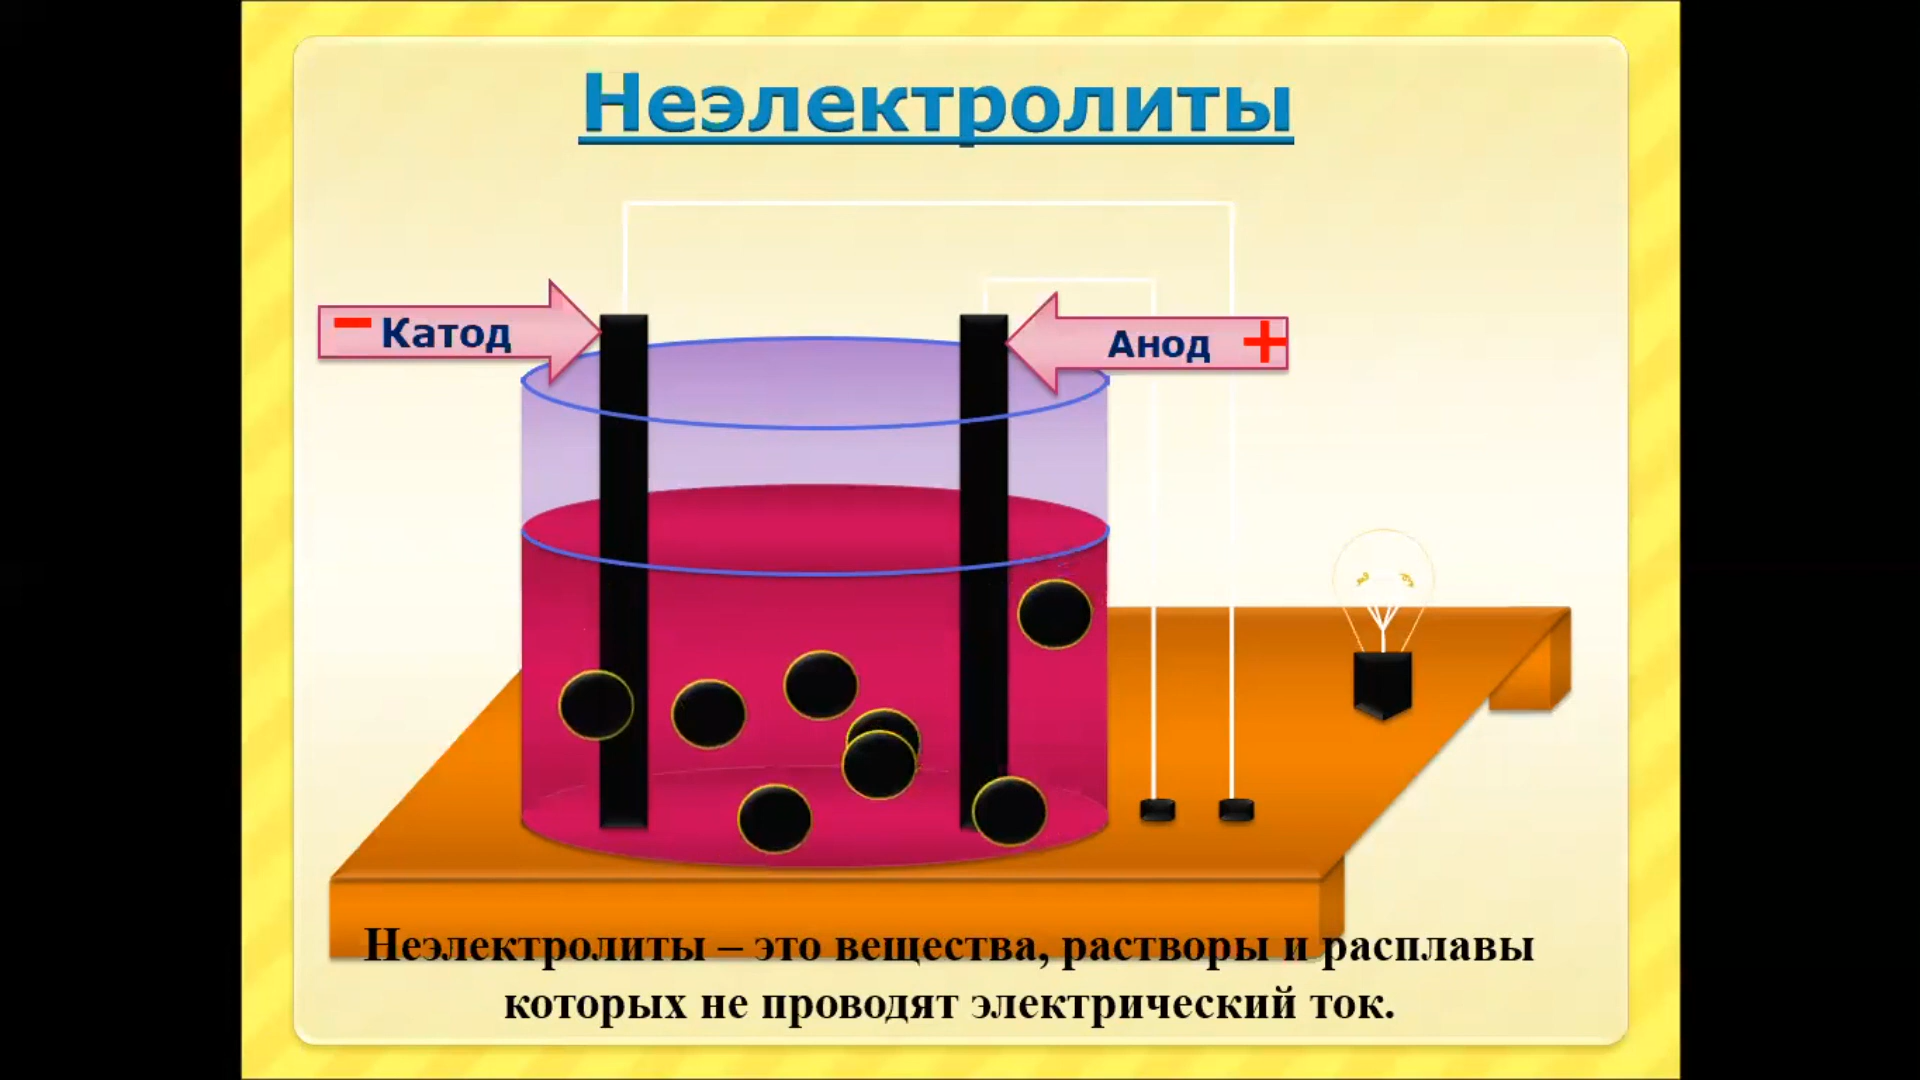 Неэлектролиты
− Катод
Анод +
Неэлектролиты – это вещества, растворы и расплавы
которых не проводят электрический ток.